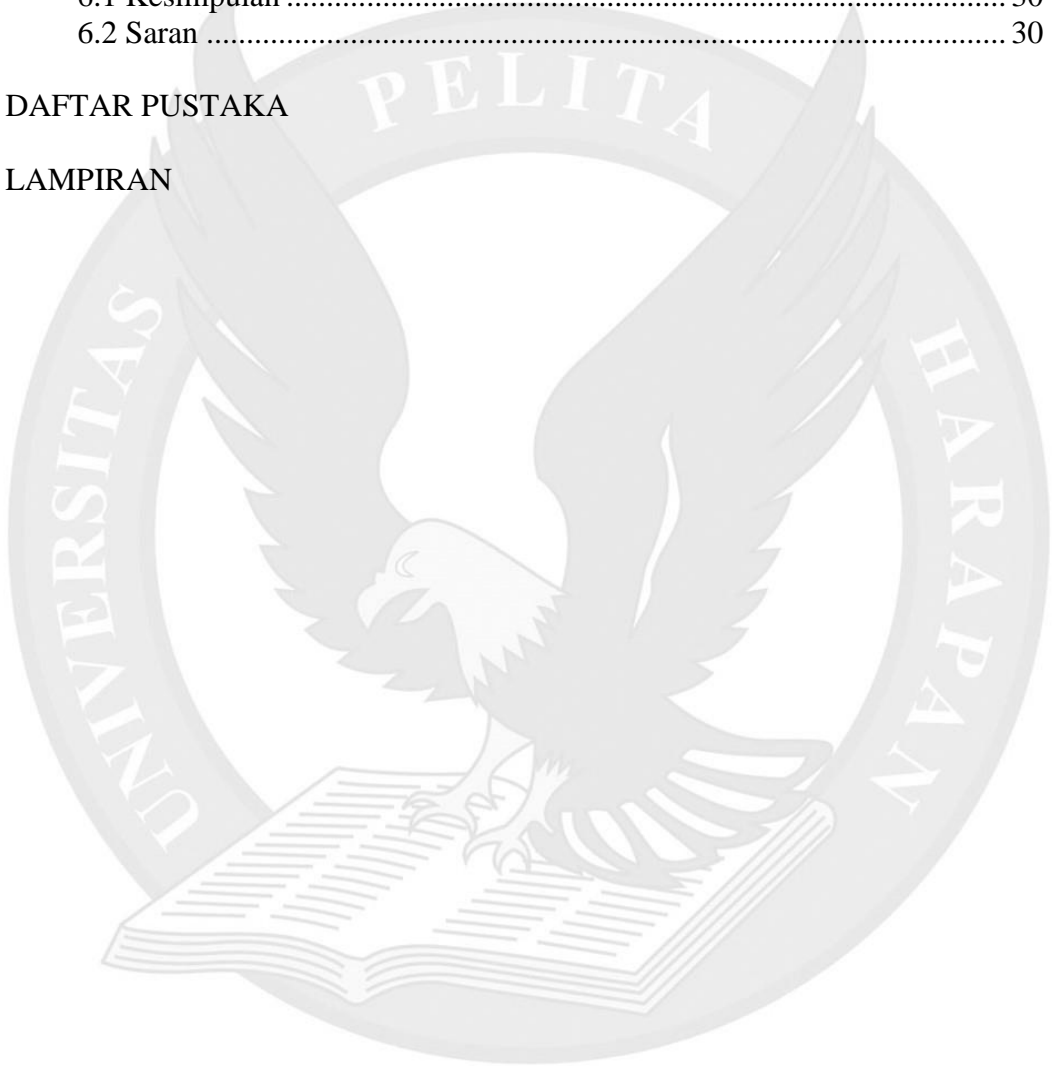 6.1 Kesimpulan .......................................................................................... 30
6.2 Saran .................................................................................................... 30
DAFTAR PUSTAKA
LAMPIRAN
UNIVERSITAS PELITA HARAPAN